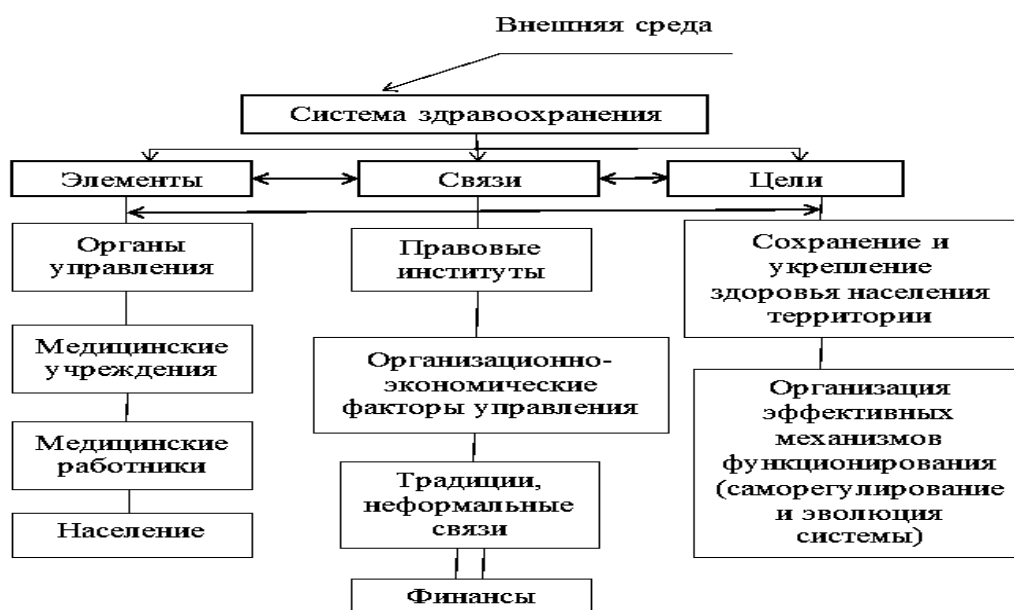 Внешняя среда
Система здравоохранения
Элементы
Связи
Цели
Органы
управления
Медицинские
учреждения
Медицинские
работники
Население
Правовые
институты
Организационно-
экономические
факторы управления
Традиции,
неформальные
связи
Финансы
Сохранение и
укрепление
здоровья населения
территории
Организация
эффективных
механизмов
функционирования
(саморегулирование
и эволюция
системы)